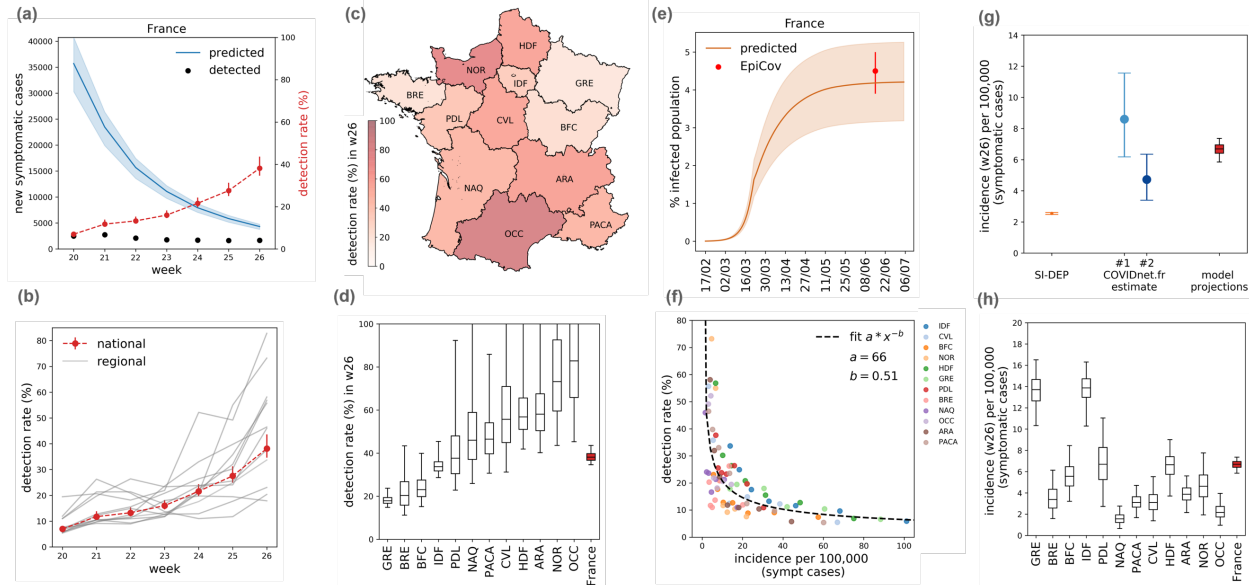 (a)
France
40000
35000
30000
25000
20000
15000
10000
5000
0
new symptomatic cases
predicted
detected
100
80
60
40
20
0
detection rate (%)
20 21 22 23 24 25 26
week
(b)
national
regional
80
70
60
50
40
30
20
10
0
detection rate (%)
20 21 22 23 24 25 26
week
(c)
HDF
NOR
IDF
GRE
BRE
PDL
CVL
BFC
NAQ
ARA
OCC
PACA
100
80
60
40
20
0
detection rate (%) in w26
(d)
100
80
60
40
20
0
detection rate (%) in w26
GRE BRE BFC IDF PDL NAQ PACA CVL HDF ARA NOR OCC France
(e)
France
predicted
EpiCov
5
4
3
2
1
0
% infected population
17/02 02/03 16/03 30/03 13/04 27/04 11/05 25/05 08/06 22/06 06/07
(f)
80
70
60
50
40
30
20
10
0
detection rate (%)
fit a * x^{-b}
a = 66
b = 0.51
IDF
CVL
BFC
NOR
HDF
GRE
PDL
BRE
NAQ
OCC
ARA
PACA
0 20 40 60 80 100
incidence per 100,000
(sympt cases)
(g)
14
12
10
8
6
4
2
0
incidence (w26) per 100,000
(symptomatic cases)
#1 #2
SI-DEP COVIDnet.fr model
estimate projections
(h)
20
18
16
14
12
10
8
6
4
2
0
incidence (w26) per 100,000
(symptomatic cases)
GRE BRE BFC IDF PDL NAQ PACA CVL HDF ARA NOR OCC France